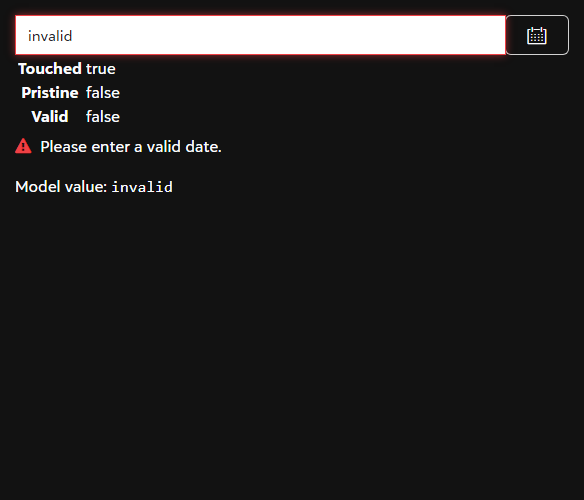 invalid
Touched true
Pristine false
Valid false
Please enter a valid date.
Model value: invalid